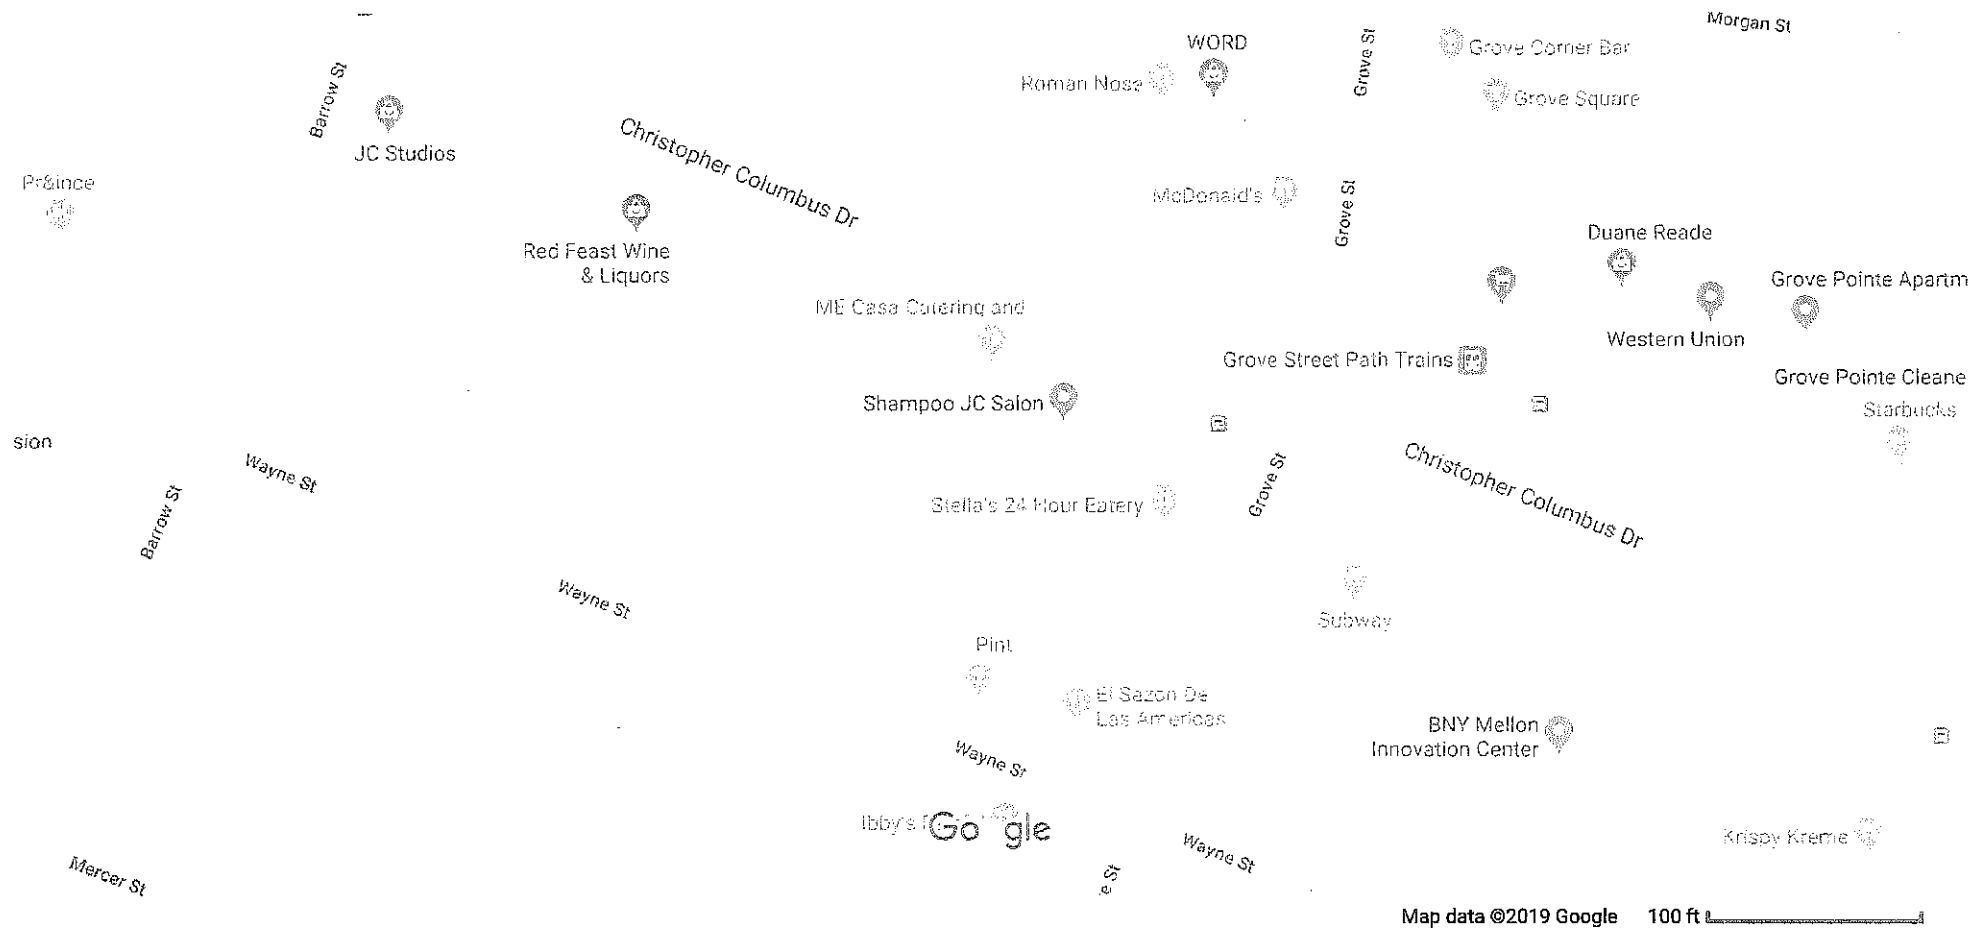 Morgan St
WORD
Grove St
Grove Corner Bar
Roman Nose
Grove Square
Barrow St
JC Studios
Christopher Columbus Dr
Pr&ince
McDonald's
Grove St
Red Feast Wine
& Liquors
Duane Reade
Grove Pointe Apartm
ME Casa Catering and
Western Union
Grove Street Path Trains
Grove Pointe Cleane
Shampoo JC Salon
Starbucks
sion
Wayne St
Barrow St
Grove St
Christopher Columbus Dr
Stella's 24 Hour Eatery
Wayne St
Subway
Pint
El Sazon De
Las Americas
BNY Mellon
Innovation Center
Wayne St
Ibby's
Google
Krispy Kreme
Wayne St
Mercer St
e St
Map data ©2019 Google
100 ft